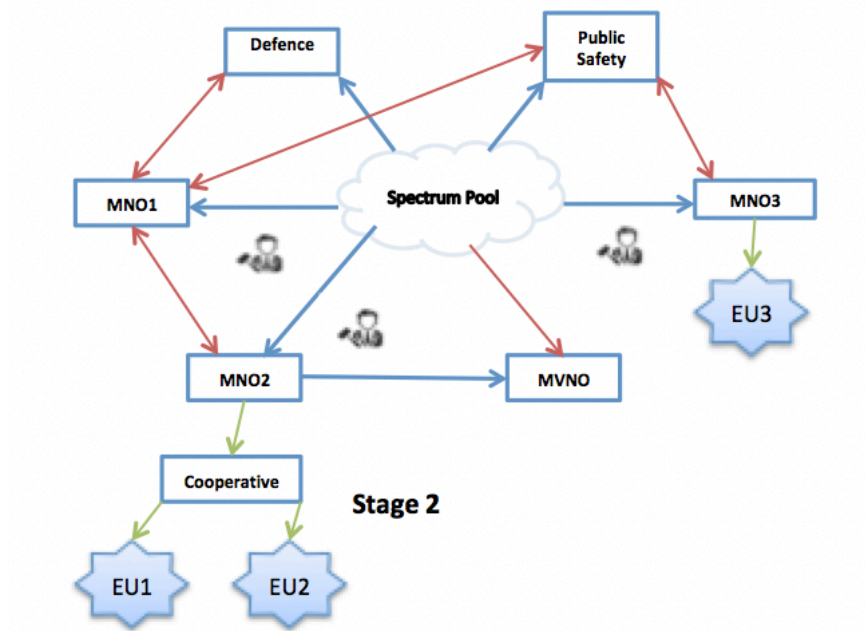 Defence
Public
Safety
MNO1
Spectrum Pool
MNO3
EU3
MNO2
MVNO
Cooperative
Stage 2
EU1
EU2